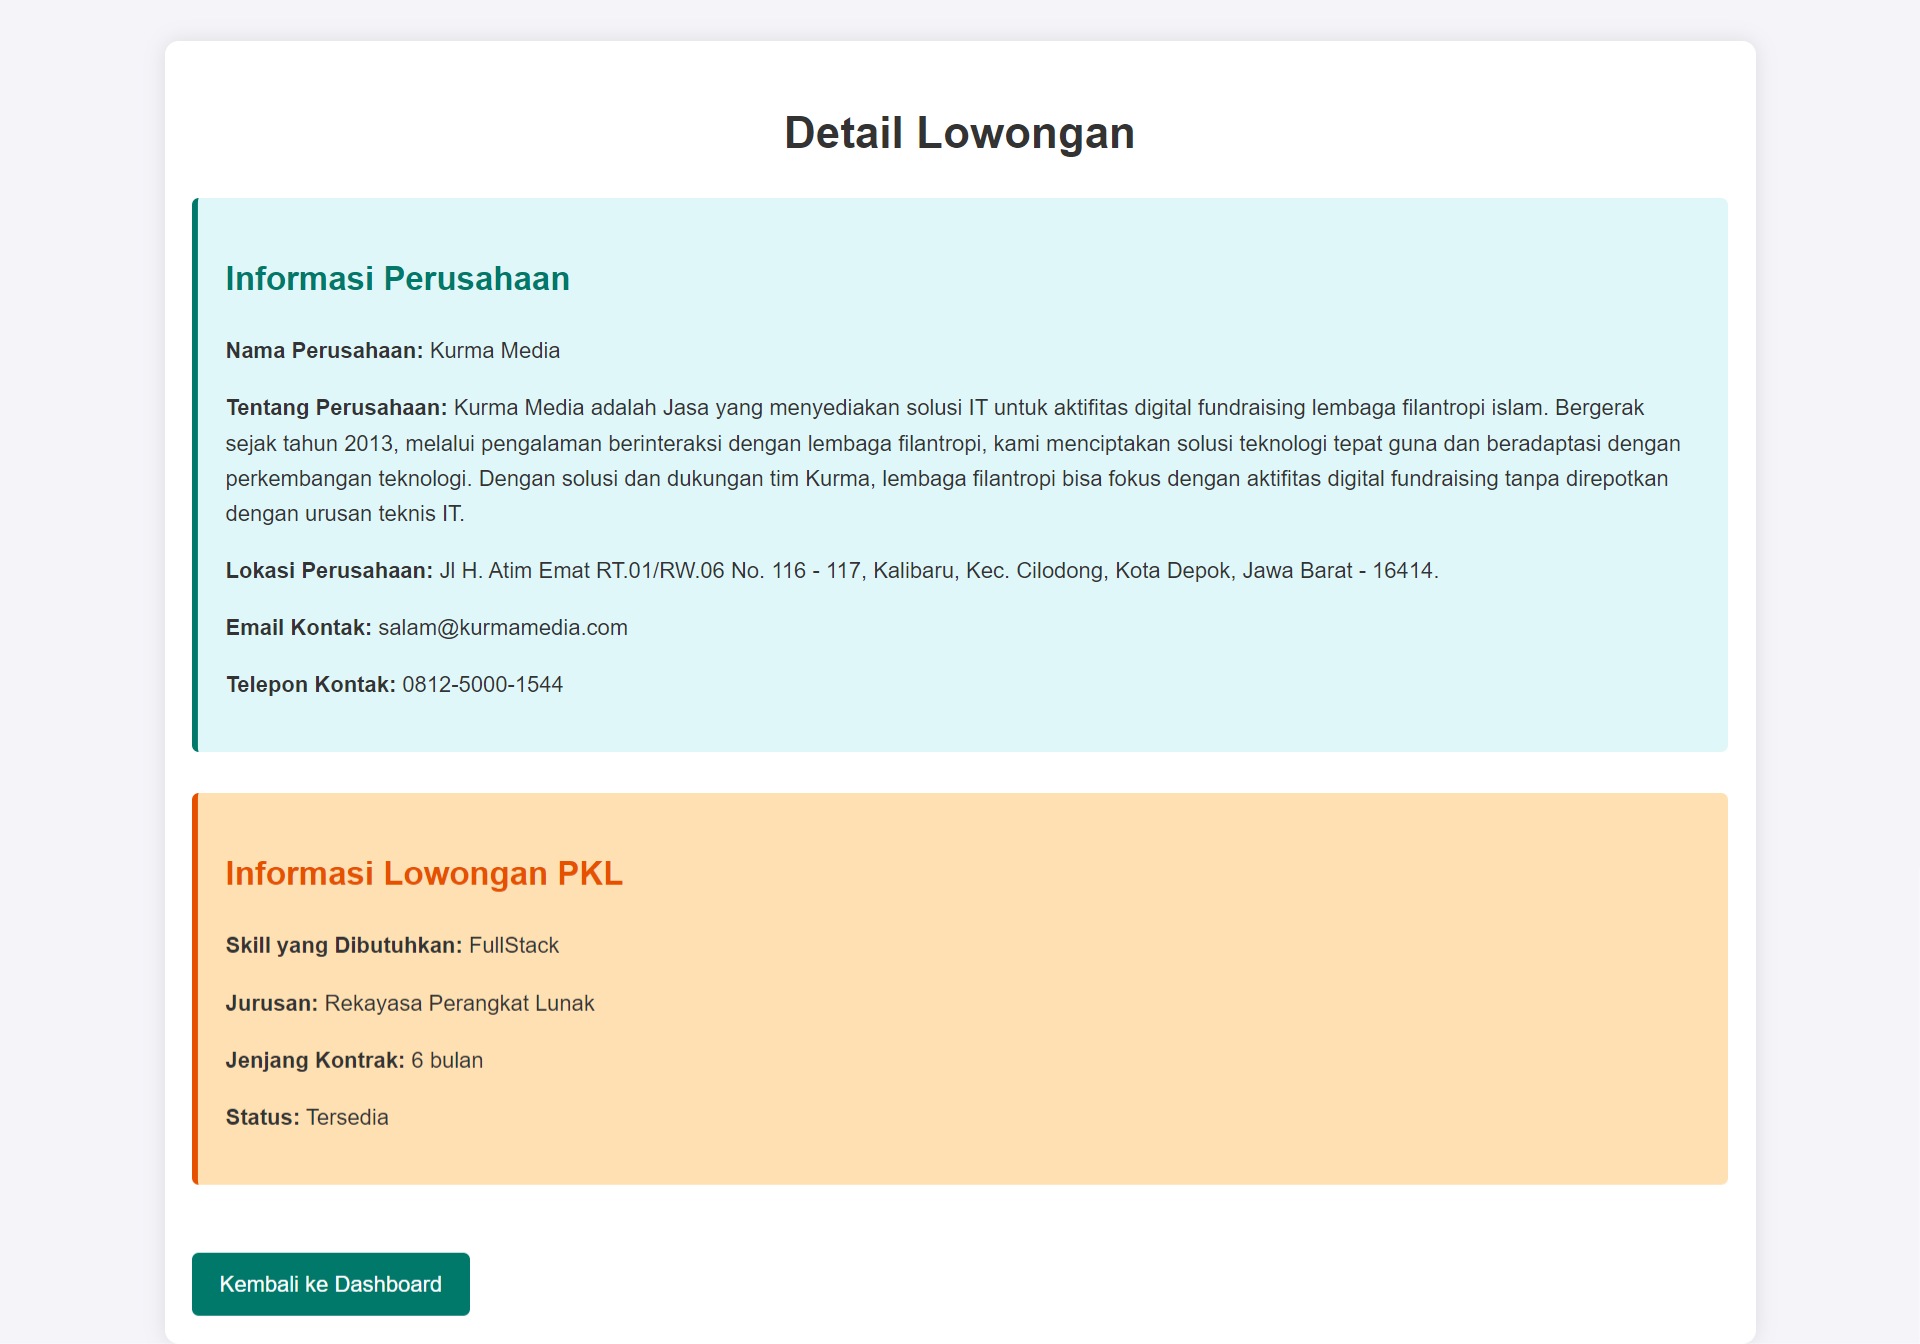 Detail Lowongan
Informasi Perusahaan
Nama Perusahaan: Kurma Media
Tentang Perusahaan: Kurma Media adalah Jasa yang menyediakan solusi IT untuk aktifitas digital fundraising lembaga filantropi islam. Bergerak
sejak tahun 2013, melalui pengalaman berinteraksi dengan lembaga filantropi, kami menciptakan solusi teknologi tepat guna dan beradaptasi dengan
perkembangan teknologi. Dengan solusi dan dukungan tim Kurma, lembaga filantropi bisa fokus dengan aktifitas digital fundraising tanpa direpotkan
dengan urusan teknis IT.
Lokasi Perusahaan: Jl H. Atim Emat RT.01/RW.06 No. 116 - 117, Kalibaru, Kec. Cilodong, Kota Depok, Jawa Barat - 16414.
Email Kontak: salam@kurmamedia.com
Telepon Kontak: 0812-5000-1544
Informasi Lowongan PKL
Skill yang Dibutuhkan: FullStack
Jurusan: Rekayasa Perangkat Lunak
Jenjang Kontrak: 6 bulan
Status: Tersedia
Kembali ke Dashboard